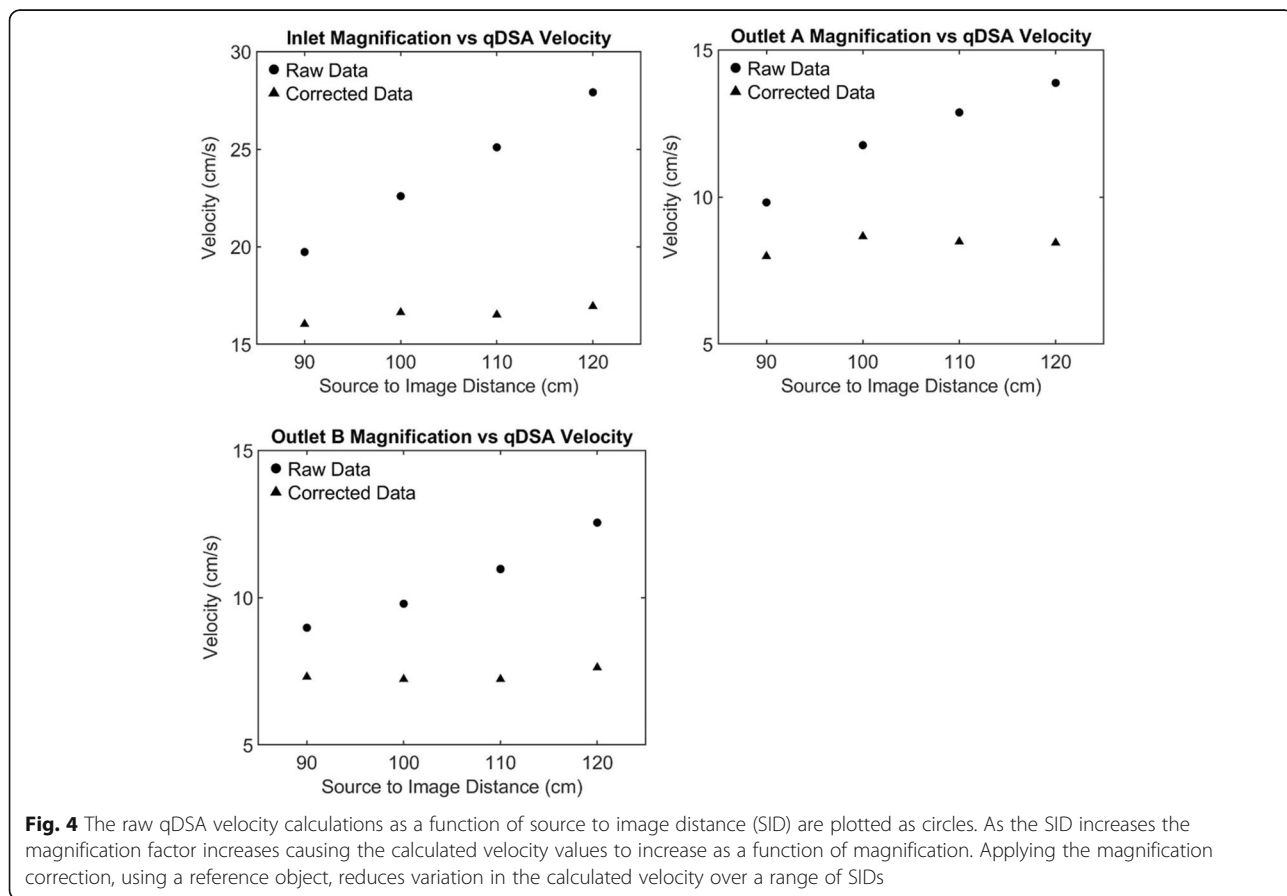 Inlet Magnification vs qDSA Velocity
30
25
20
15
Velocity (cm/s)
Raw Data
Corrected Data
90 100 110 120
Source to Image Distance (cm)
Outlet A Magnification vs qDSA Velocity
15
10
5
Velocity (cm/s)
Raw Data
Corrected Data
90 100 110 120
Source to Image Distance (cm)
Outlet B Magnification vs qDSA Velocity
15
10
5
Velocity (cm/s)
Raw Data
Corrected Data
90 100 110 120
Source to Image Distance (cm)
Fig. 4 The raw qDSA velocity calculations as a function of source to image distance (SID) are plotted as circles. As the SID increases the
magnification factor increases causing the calculated velocity values to increase as a function of magnification. Applying the magnification
correction, using a reference object, reduces variation in the calculated velocity over a range of SIDs